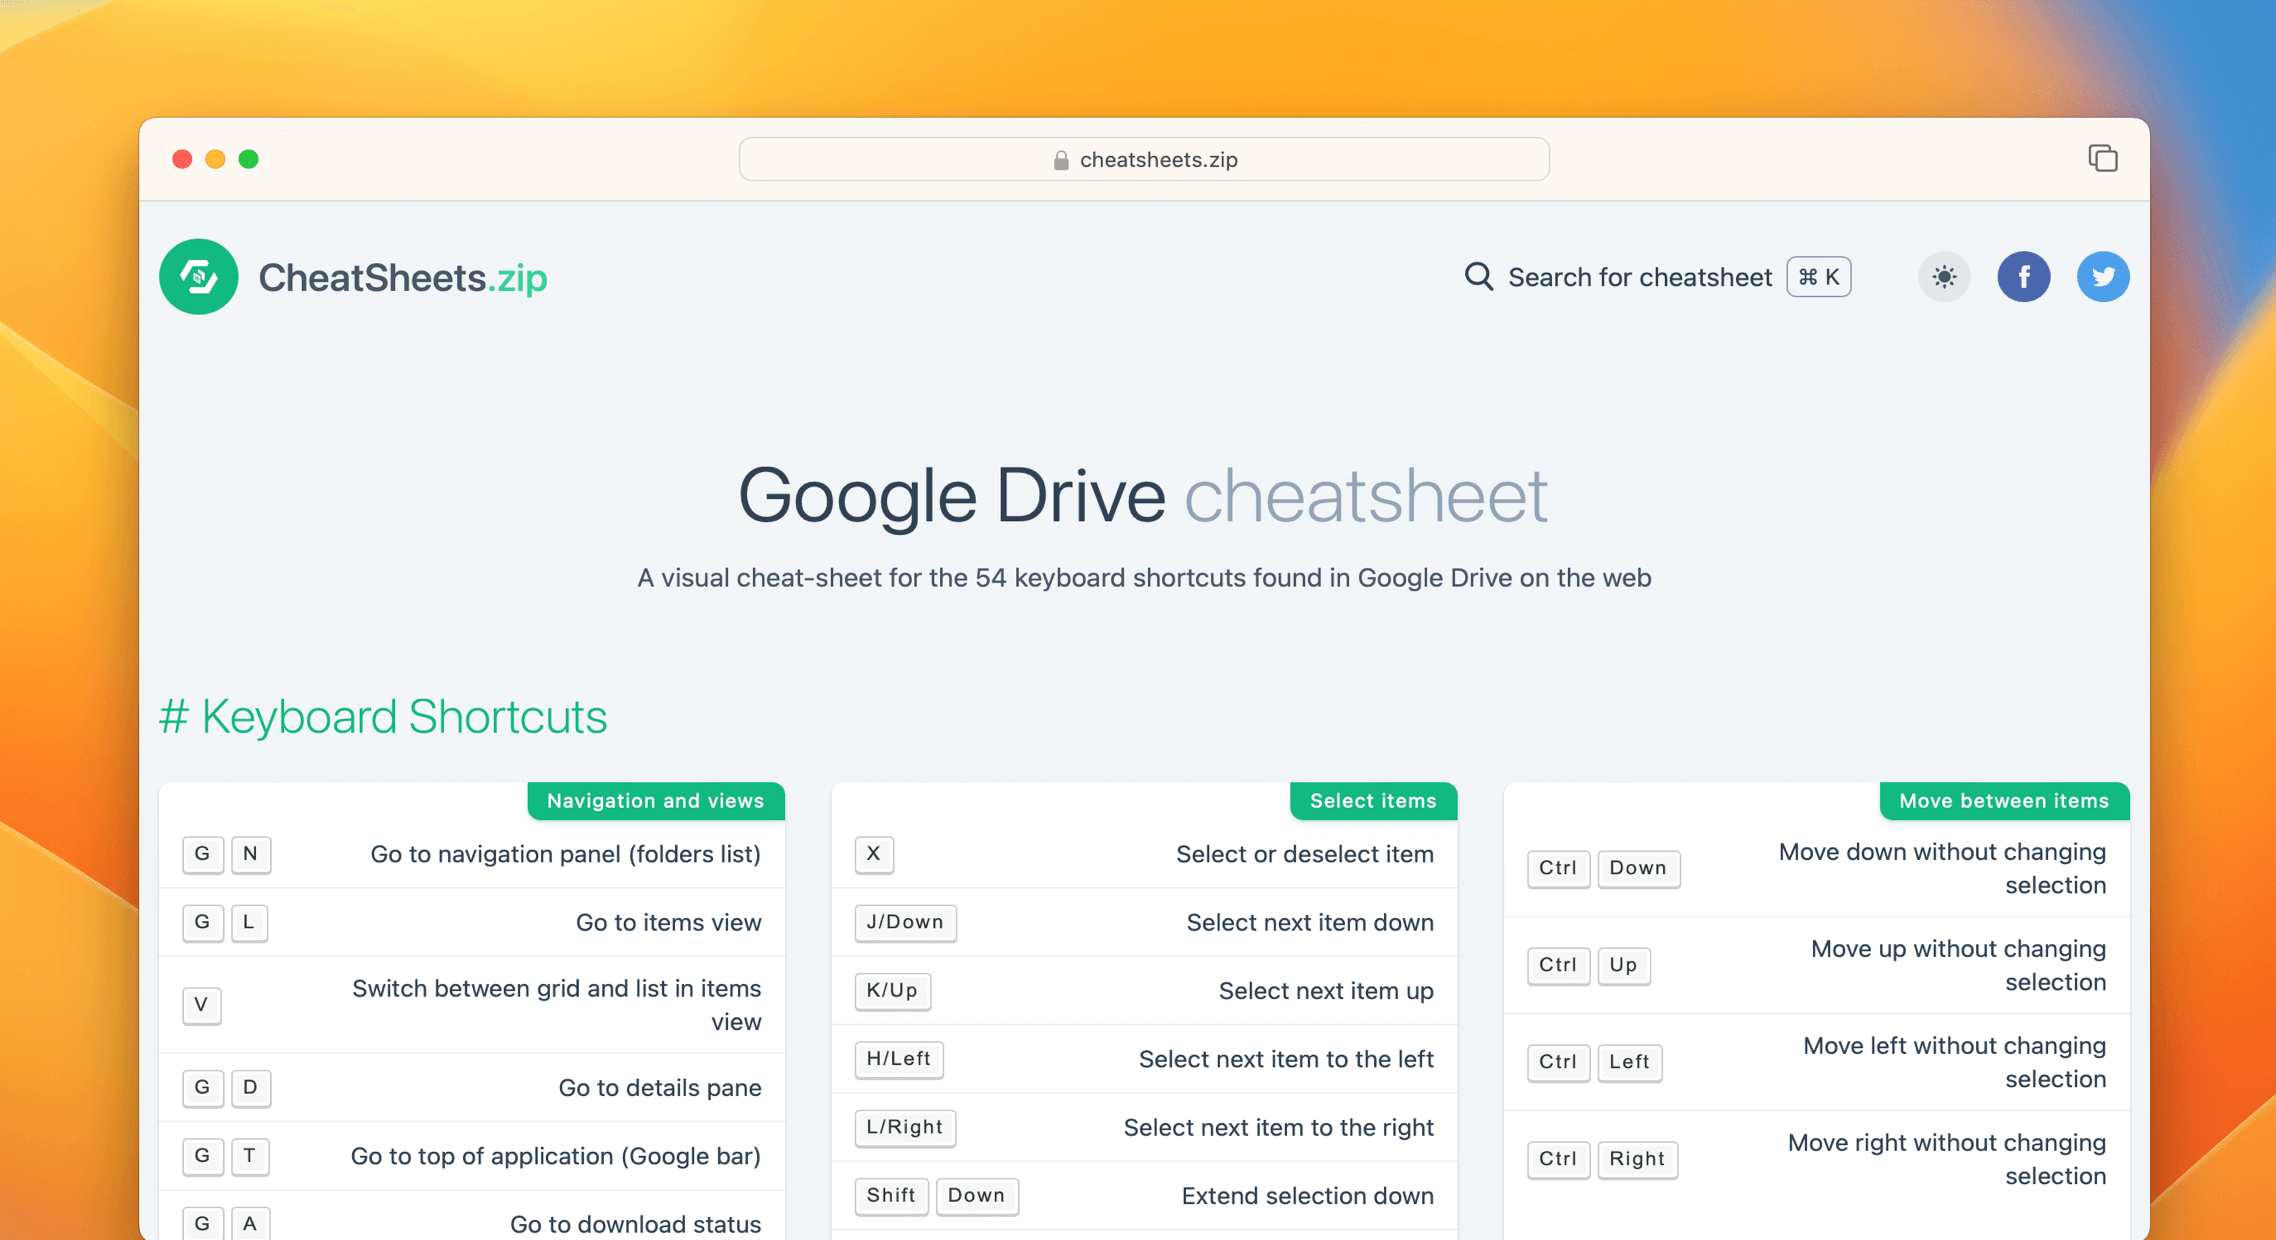 cheatsheets.zip
CheatSheets.zip
Search for cheatsheet ⌘ K
f
Google Drive cheatsheet
A visual cheat-sheet for the 54 keyboard shortcuts found in Google Drive on the web
# Keyboard Shortcuts
Navigation and views
G N Go to navigation panel (folders list)
G L Go to items view
V Switch between grid and list in items
view
G D Go to details pane
G T Go to top of application (Google bar)
G A Go to download status
Select items
X Select or deselect item
J/Down Select next item down
K/Up Select next item up
H/Left Select next item to the left
L/Right Select next item to the right
Shift Down Extend selection down
Move between items
Ctrl Down Move down without changing
selection
Ctrl Up Move up without changing
selection
Ctrl Left Move left without changing
selection
Ctrl Right Move right without changing
selection